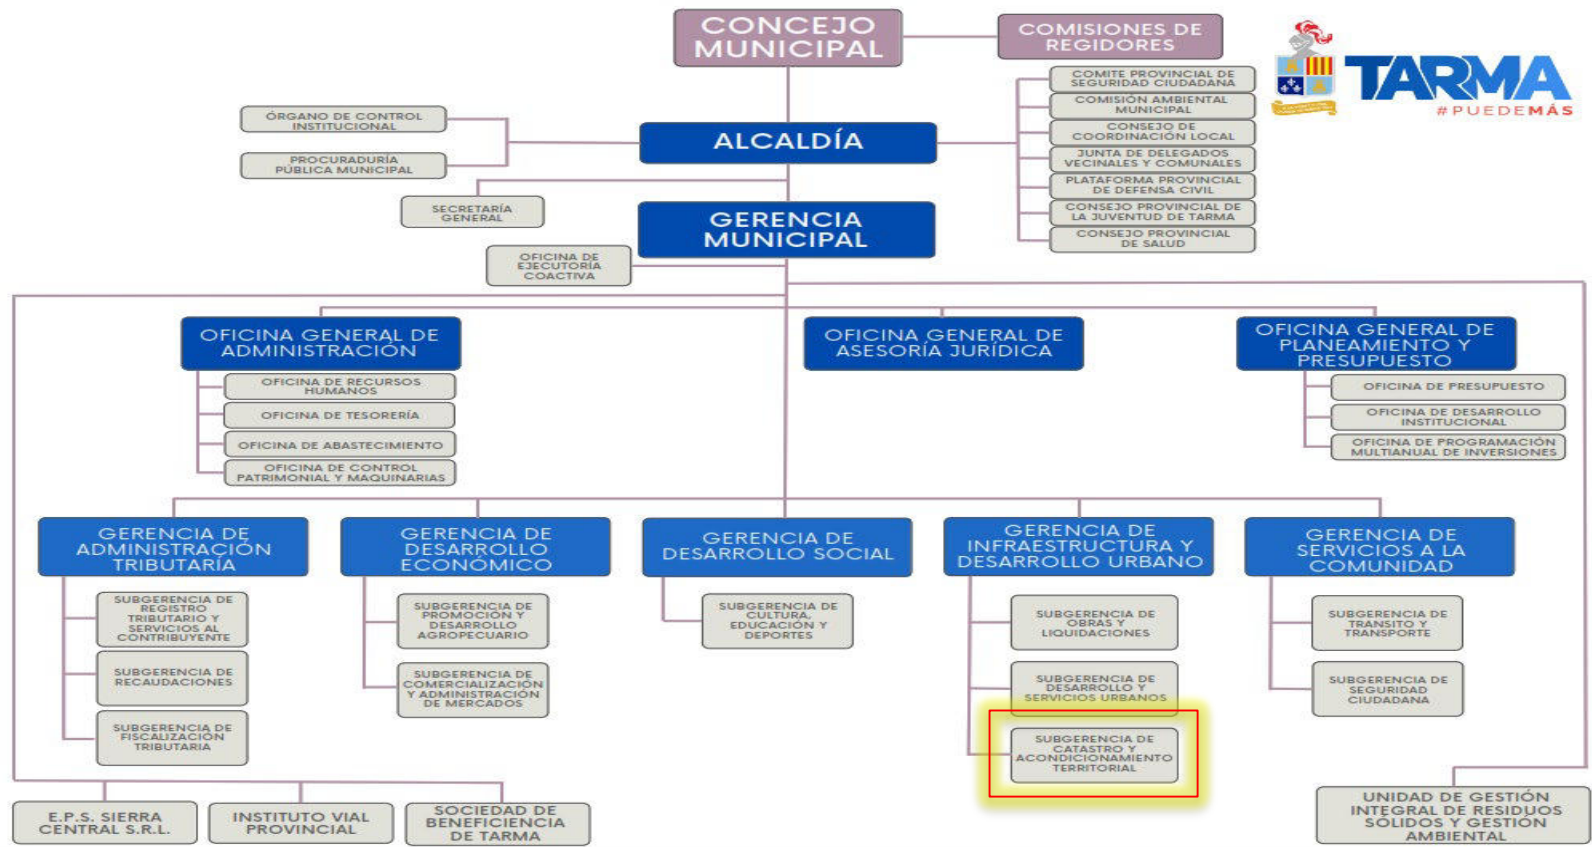 CONCEJO
MUNICIPAL
COMISIONES DE
REGIDORES
TARMA
#PUEDEMÁS
COMITE PROVINCIAL DE
SEGURIDAD CIUDADANA
COMISIÓN AMBIENTAL
MUNICIPAL
CONSEJO DE
COORDINACIÓN LOCAL
JUNTA DE DELEGADOS
VECINALES Y COMUNALES
PLATAFORMA PROVINCIAL
DE DEFENSA CIVIL
CONSEJO PROVINCIAL DE
LA JUVENTUD DE TARMA
CONSEJO PROVINCIAL
DE SALUD
ÓRGANO DE CONTROL
INSTITUCIONAL
PROCURADURÍA
PÚBLICA MUNICIPAL
ALCALDÍA
SECRETARÍA
GENERAL
GERENCIA
MUNICIPAL
OFICINA DE
EJECUTORÍA
COACTIVA
OFICINA GENERAL DE
ADMINISTRACIÓN
OFICINA DE RECURSOS
HUMANOS
OFICINA DE TESORERÍA
OFICINA DE ABASTECIMIENTO
OFICINA DE CONTROL
PATRIMONIAL Y MAQUINARIAS
OFICINA GENERAL DE
ASESORÍA JURÍDICA
OFICINA GENERAL DE
PLANEAMIENTO Y
PRESUPUESTO
OFICINA DE PRESUPUESTO
OFICINA DE DESARROLLO
INSTITUCIONAL
OFICINA DE PROGRAMACIÓN
MULTIANUAL DE INVERSIONES
GERENCIA DE
ADMINISTRACIÓN
TRIBUTARÍA
SUBGERENCIA DE
REGISTRO
TRIBUTARIO Y
SERVICIOS AL
CONTRIBUYENTE
SUBGERENCIA DE
RECAUDACIONES
SUBGERENCIA DE
FISCALIZACIÓN
TRIBUTARIA
GERENCIA DE
DESARROLLO
ECONÓMICO
SUBGERENCIA DE
PROMOCIÓN Y
DESARROLLO
AGROPECUARIO
SUBGERENCIA DE
COMERCIALIZACIÓN
Y ADMINISTRACIÓN
DE MERCADOS
GERENCIA DE
DESARROLLO SOCIAL
SUBGERENCIA DE
CULTURA,
EDUCACIÓN Y
DEPORTES
GERENCIA DE
INFRAESTRUCTURA Y
DESARROLLO URBANO
SUBGERENCIA DE
OBRAS Y
LIQUIDACIONES
SUBGERENCIA DE
DESARROLLO Y
SERVICIOS URBANOS
SUBGERENCIA DE
CATASTRO Y
ACONDICIONAMIENTO
TERRITORIAL
GERENCIA DE
SERVICIOS A LA
COMUNIDAD
SUBGERENCIA DE
TRANSITO Y
TRANSPORTE
SUBGERENCIA DE
SEGURIDAD
CIUDADANA
E.P.S. SIERRA
CENTRAL S.R.L.
INSTITUTO VIAL
PROVINCIAL
SOCIEDAD DE
BENEFICIENCIA
DE TARMA
UNIDAD DE GESTIÓN
INTEGRAL DE RESIDUOS
SÓLIDOS Y GESTIÓN
AMBIENTAL